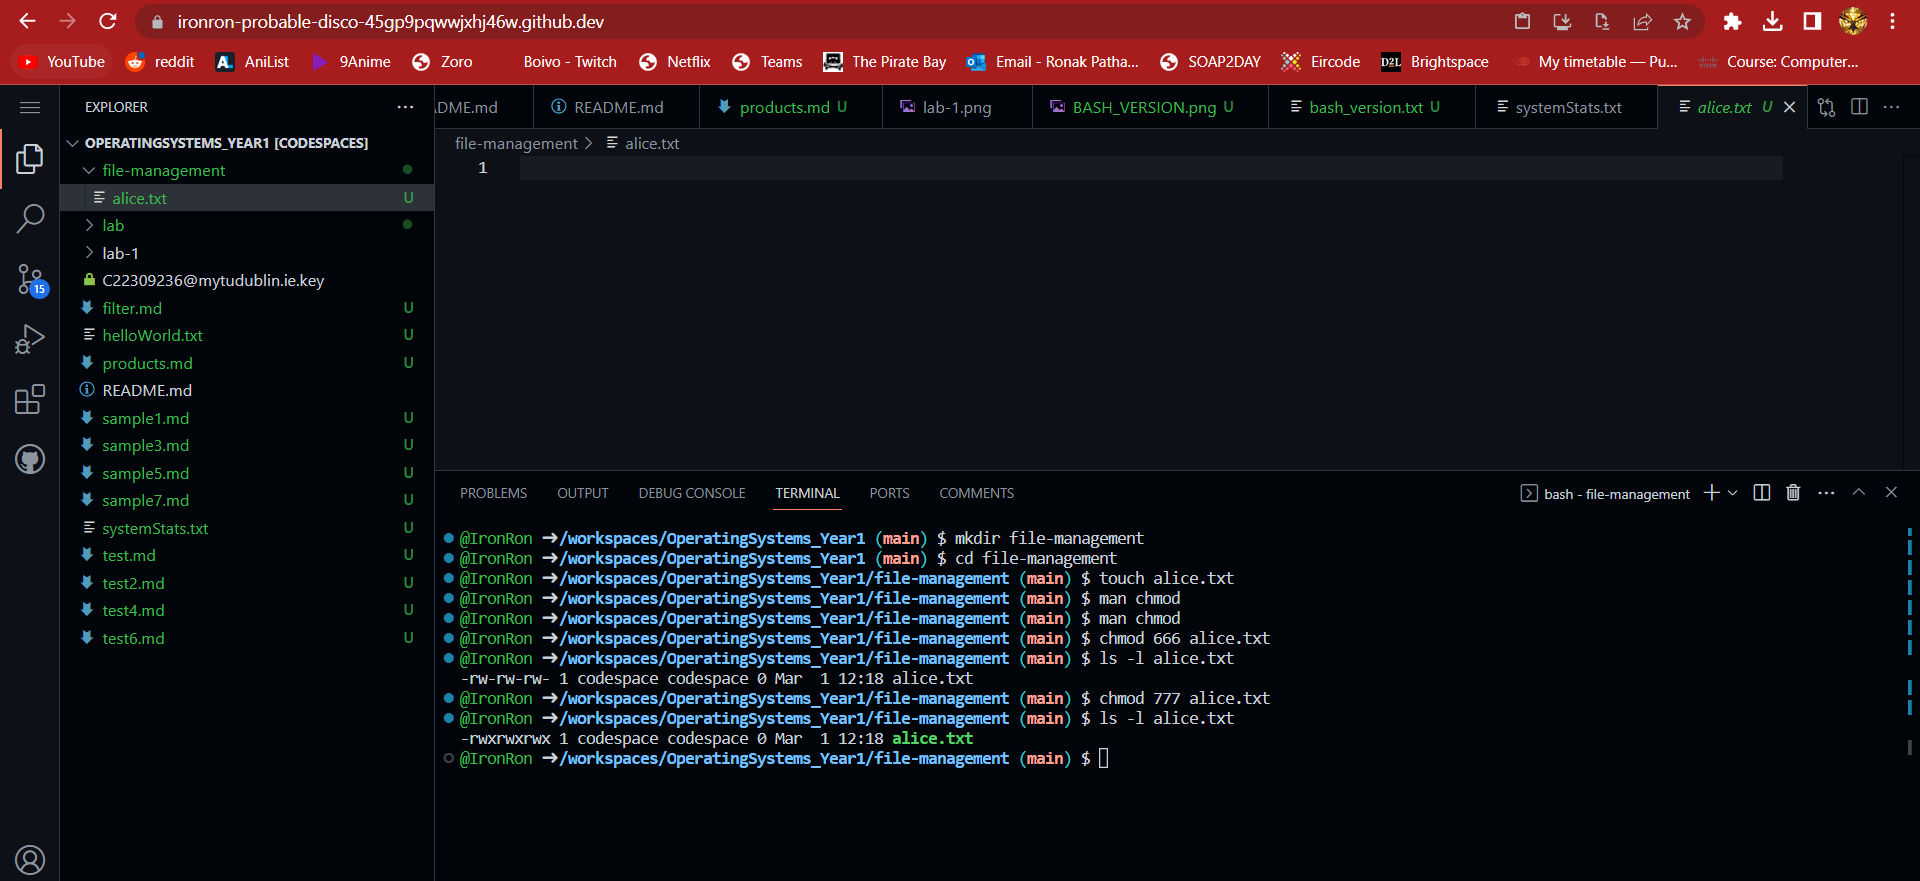 ironron-probable-disco-45gp9pqwwjxhj46w.github.dev
YouTube reddit AniList 9Anime Zoro Boivo - Twitch Netflix Teams The Pirate Bay Email - Ronak Patha... SOAP2DAY Eircode Brightspace My timetable — Pu... Course: Computer...
EXPLORER
DME.md README.md products.md U lab-1.png BASH_VERSION.png U bash_version.txt U systemStats.txt alice.txt U
OPERATINGSYSTEMS_YEAR1 [CODESPACES]
file-management
alice.txt U
lab
lab-1
C22309236@mytudublin.ie.key
15
filter.md U
helloWorld.txt U
products.md U
README.md
sample1.md U
sample3.md U
sample5.md U
sample7.md U
systemStats.txt U
test.md U
test2.md U
test4.md U
test6.md U
file-management > alice.txt
1
PROBLEMS OUTPUT DEBUG CONSOLE TERMINAL PORTS COMMENTS
bash - file-management
@IronRon ➜/workspaces/OperatingSystems_Year1 (main) $ mkdir file-management
@IronRon ➜/workspaces/OperatingSystems_Year1 (main) $ cd file-management
@IronRon ➜/workspaces/OperatingSystems_Year1/file-management (main) $ touch alice.txt
@IronRon ➜/workspaces/OperatingSystems_Year1/file-management (main) $ man chmod
@IronRon ➜/workspaces/OperatingSystems_Year1/file-management (main) $ man chmod
@IronRon ➜/workspaces/OperatingSystems_Year1/file-management (main) $ chmod 666 alice.txt
@IronRon ➜/workspaces/OperatingSystems_Year1/file-management (main) $ ls -l alice.txt
-rw-rw-rw- 1 codespace codespace 0 Mar  1 12:18 alice.txt
@IronRon ➜/workspaces/OperatingSystems_Year1/file-management (main) $ chmod 777 alice.txt
@IronRon ➜/workspaces/OperatingSystems_Year1/file-management (main) $ ls -l alice.txt
-rwxrwxrwx 1 codespace codespace 0 Mar  1 12:18 alice.txt
@IronRon ➜/workspaces/OperatingSystems_Year1/file-management (main) $